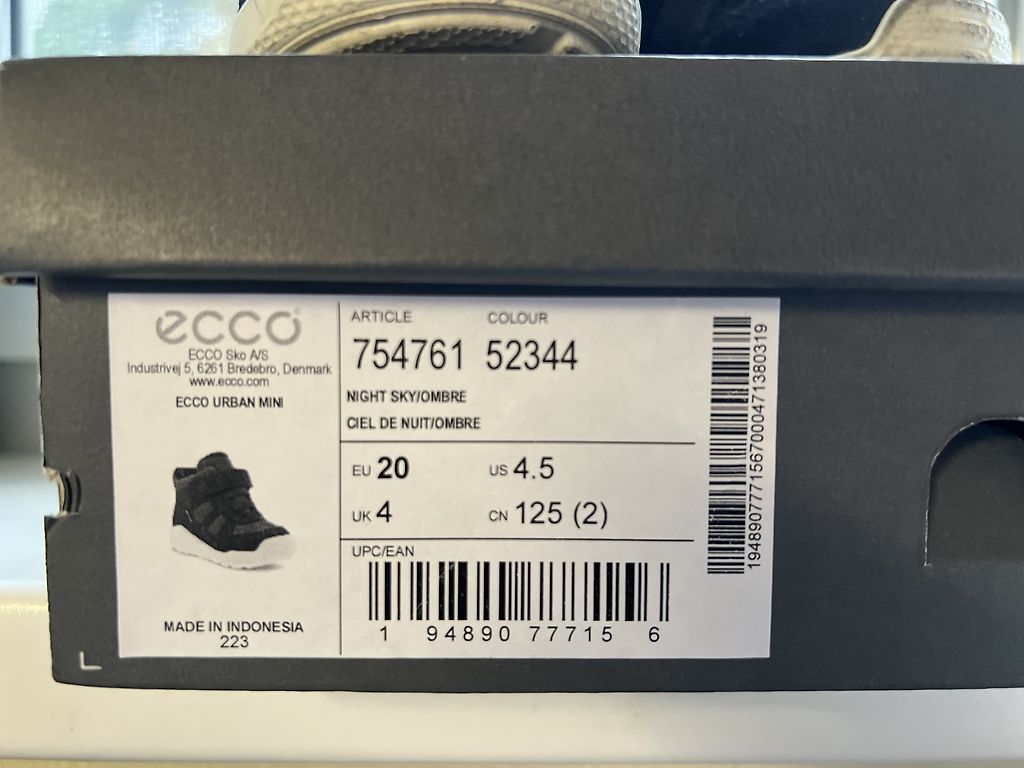 ecco
ECCO Sko A/S
Industrivej 5, 6261 Bredebro, Denmark
www.ecco.com
ECCO URBAN MINI
MADE IN INDONESIA
223
ARTICLE COLOUR
754761 52344
NIGHT SKY/OMBRE
CIEL DE NUIT/OMBRE
EU 20 US 4.5
UK 4 CN 125 (2)
UPC/EAN
1 94890 77715 6
1948907771567000471380319